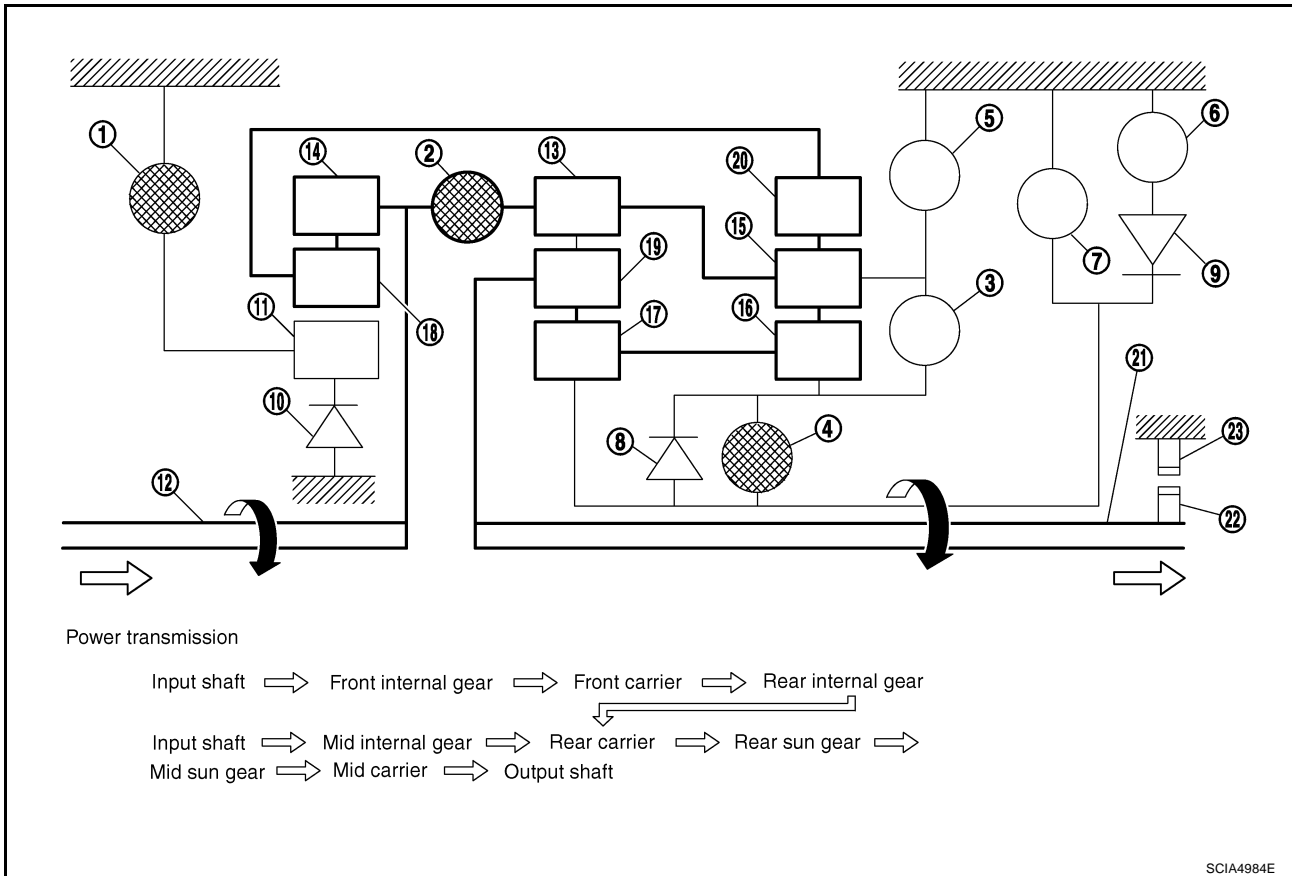 ① ② ③ ④ ⑤ ⑥ ⑦ ⑧ ⑨ ⑩ ⑪ ⑫ ⑬ ⑭ ⑮ ⑯ ⑰ ⑱ ⑲ ⑳ ㉑ ㉒ ㉓
Power transmission
Input shaft ⇨ Front internal gear ⇨ Front carrier ⇨ Rear internal gear
Input shaft ⇨ Mid internal gear ⇨ Rear carrier ⇨ Rear sun gear ⇨
Mid sun gear ⇨ Mid carrier ⇨ Output shaft
SCIA4984E